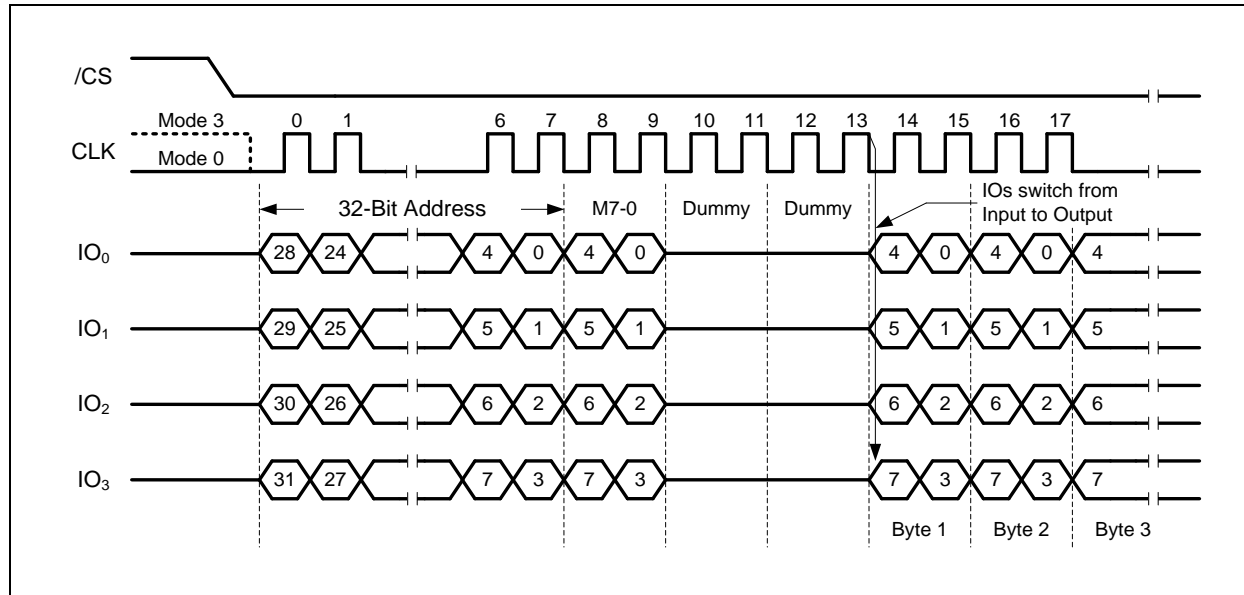 /CS
Mode 3 0 1 6 7 8 9 10 11 12 13 14 15 16 17
CLK
Mode 0
32-Bit Address M7-0 Dummy Dummy IOs switch from
Input to Output
IO0 28 24 4 0 4 0 4 0 4 0 4
IO1 29 25 5 1 5 1 5 1 5 1 5
IO2 30 26 6 2 6 2 6 2 6 2 6
IO3 31 27 7 3 7 3 7 3 7 3 7
Byte 1 Byte 2 Byte 3